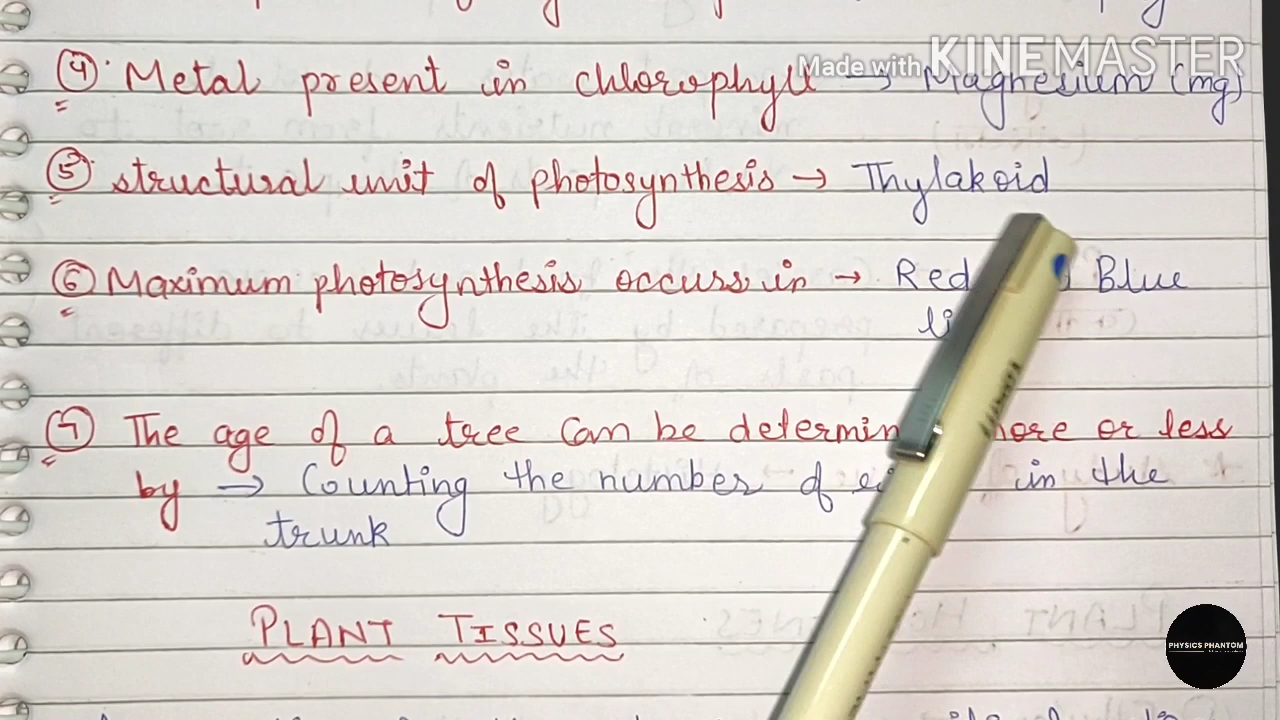 Made with KINEMASTER
④ Metal present in chlorophyll → Magnesium (mg)
⑤ structural unit of photosynthesis → Thylakoid
⑥ Maximum photosynthesis occurs in → Red Blue
⑦ The age of a tree can be more or less
by → Counting the number of in the
trunk
PLANT TISSUES
PHYSICS PHANTOM